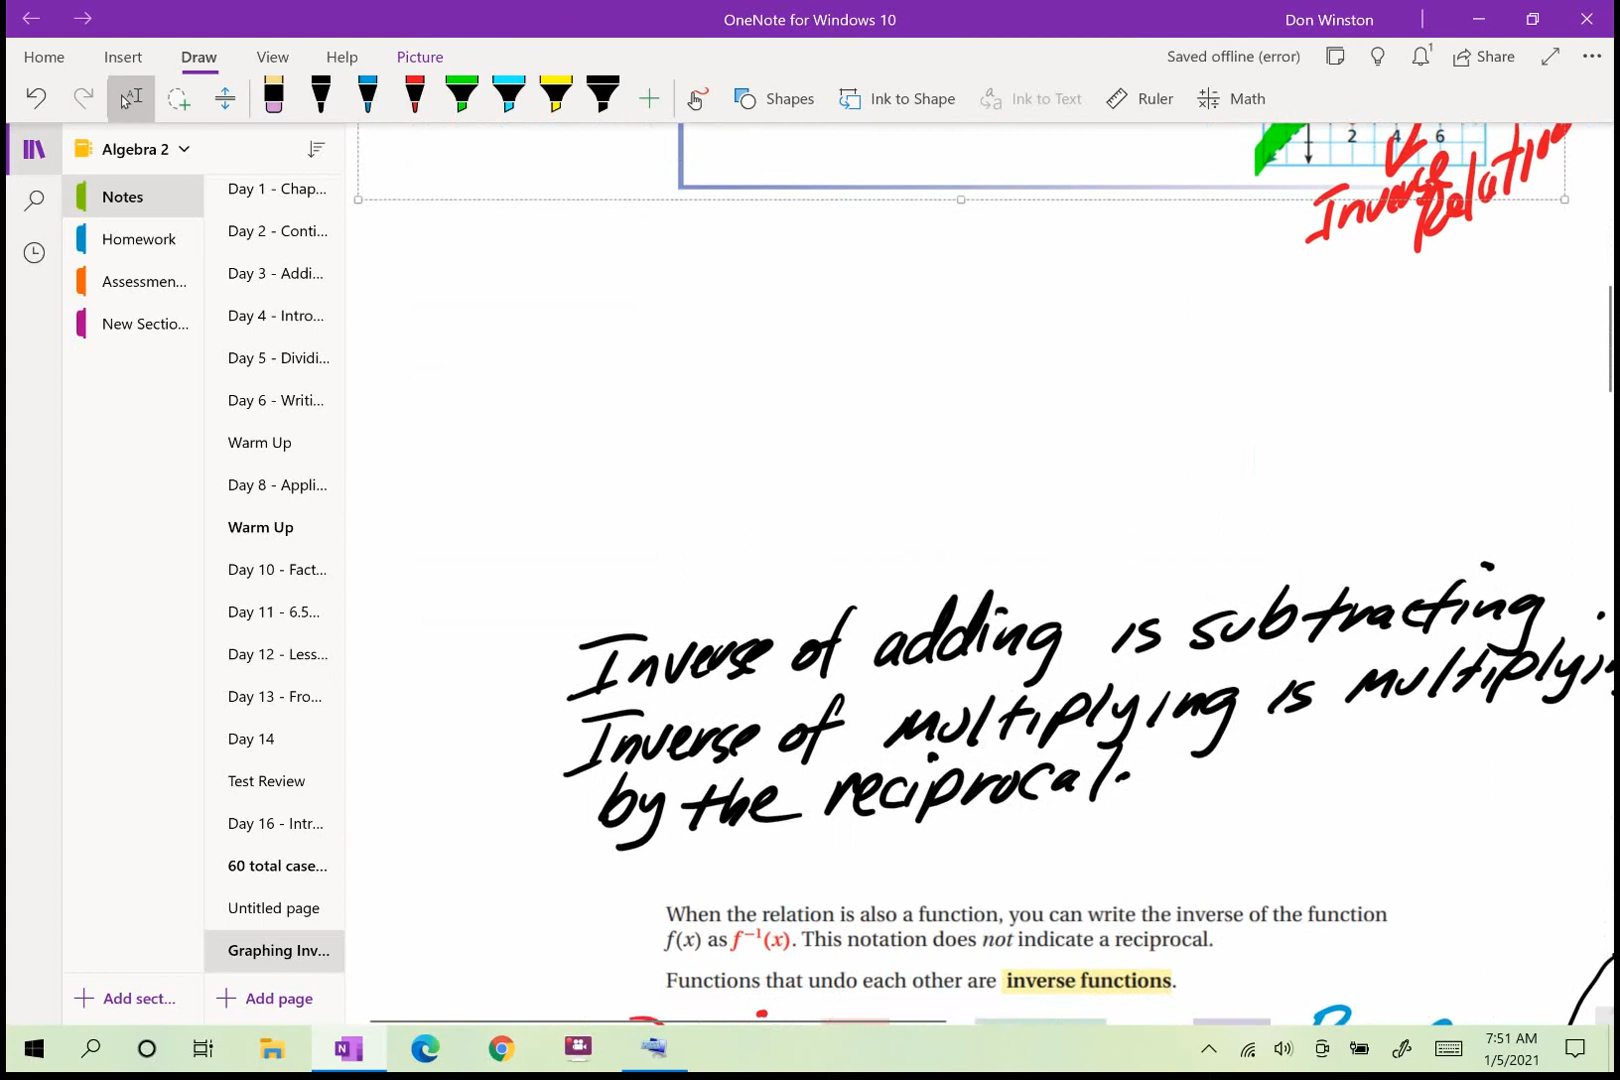 OneNote for Windows 10
Don Winston
Home Insert Draw View Help Picture
Saved offline (error)
1
Share
Shapes
Ink to Shape
Ink to Text
Ruler
Math
Algebra 2
Notes
Homework
Assessmen...
New Sectio...
Add sect...
Day 1 - Chap...
Day 2 - Conti...
Day 3 - Addi...
Day 4 - Intro...
Day 5 - Dividi...
Day 6 - Writi...
Warm Up
Day 8 - Appli...
Warm Up
Day 10 - Fact...
Day 11 - 6.5...
Day 12 - Less...
Day 13 - Fro...
Day 14
Test Review
Day 16 - Intr...
60 total case...
Untitled page
Graphing Inv...
Add page
2 4 6
Inverse
Relation
Inverse of adding is subtracting.
Inverse of multiplying is multiplyin
by the reciprocal.
When the relation is also a function, you can write the inverse of the function
f(x) as f⁻¹(x). This notation does not indicate a reciprocal.
Functions that undo each other are inverse functions.
7:51 AM
1/5/2021